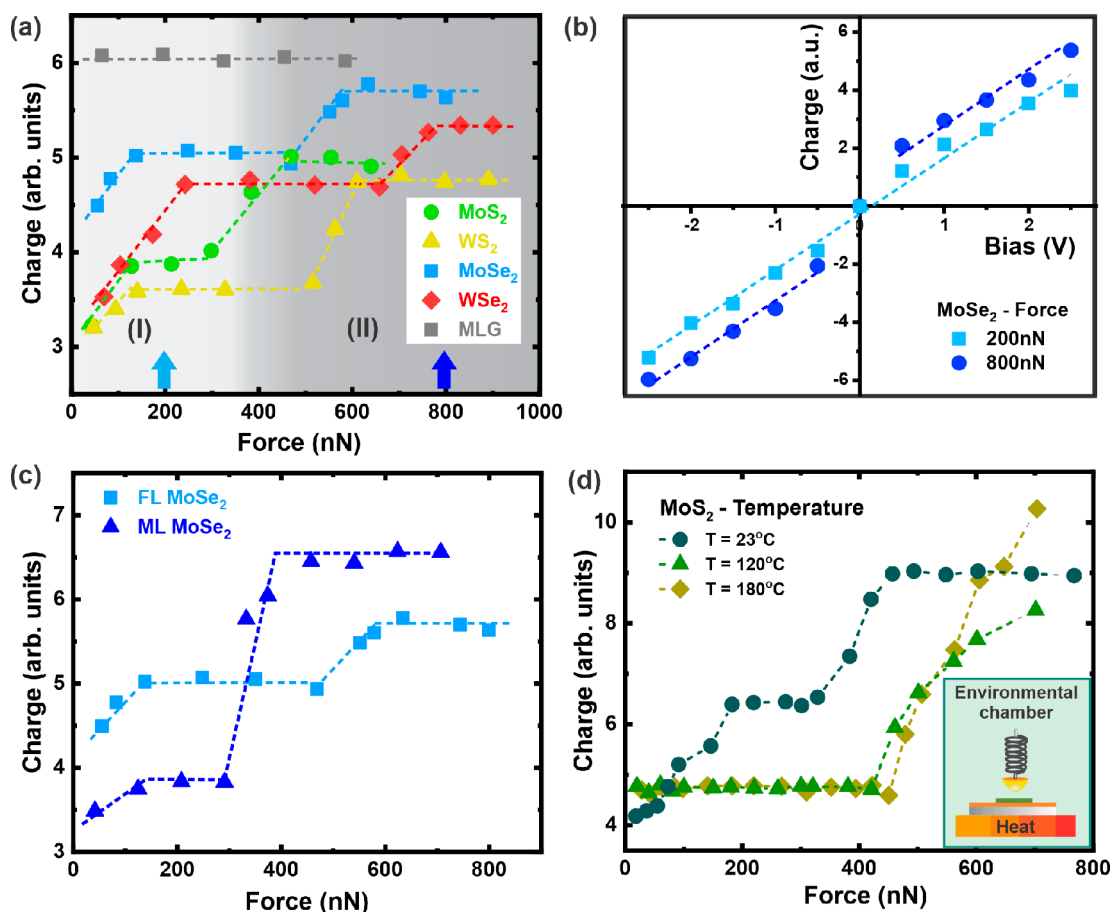 (a)
Charge (arb. units)
6
5
4
3
MoS₂
WS₂
MoSe₂
WSe₂
MLG
(I)
(II)
0 200 400 600 800 1000
Force (nN)
(b)
Charge (a.u.)
6
4
2
-2 -1 0 1 2
Bias (V)
-2
-4
-6
MoSe₂ - Force
200nN
800nN
(c)
FL MoSe₂
ML MoSe₂
Charge (arb. units)
7
6
5
4
3
0 200 400 600 800
Force (nN)
(d)
MoS₂ - Temperature
T = 23°C
T = 120°C
T = 180°C
Charge (arb. units)
10
8
6
4
Environmental
chamber
Heat
0 200 400 600 800
Force (nN)